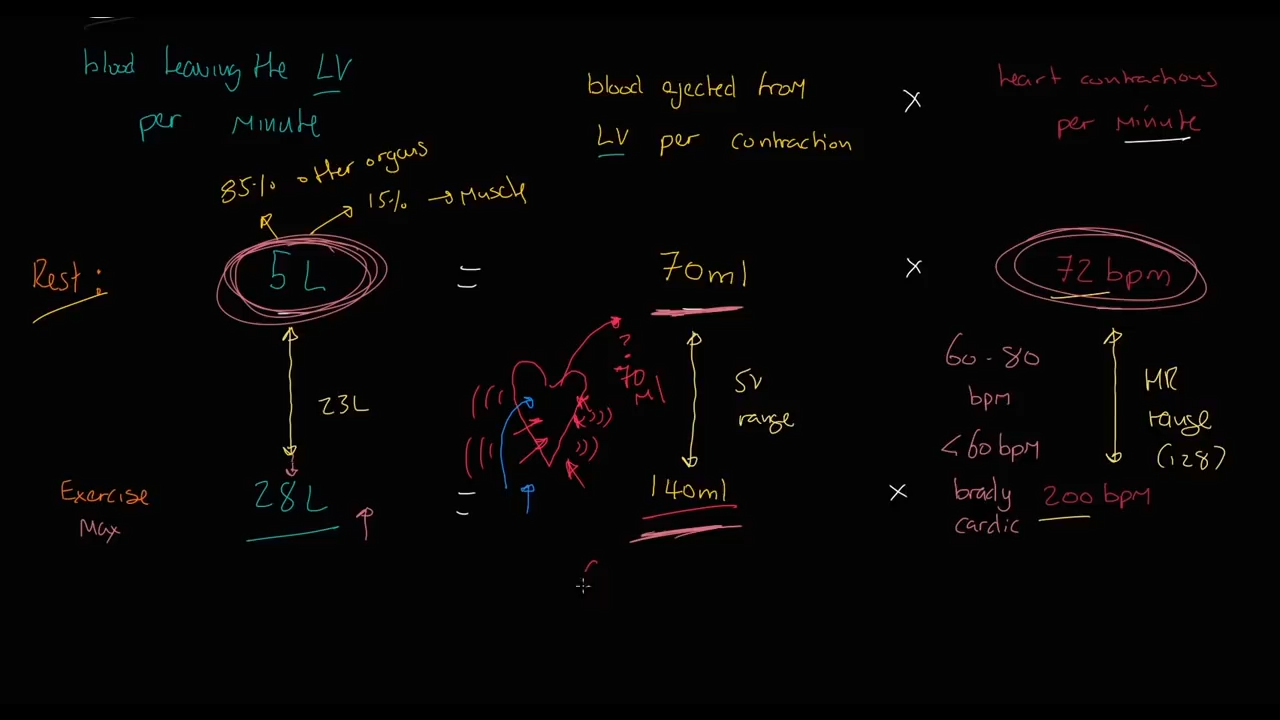 blood leaving the LV
per minute
blood ejected from
LV per contraction
X
heart contractions
per minute
85% other organs
15% → Muscle
Rest:
5L
=
70ml
X
72 bpm
?
70
ml
23L
SV
range
60-80
bpm
<60bpm
brady
cardic
HR
range
(128)
Exercise
Max
28L
=
140ml
X
200 bpm